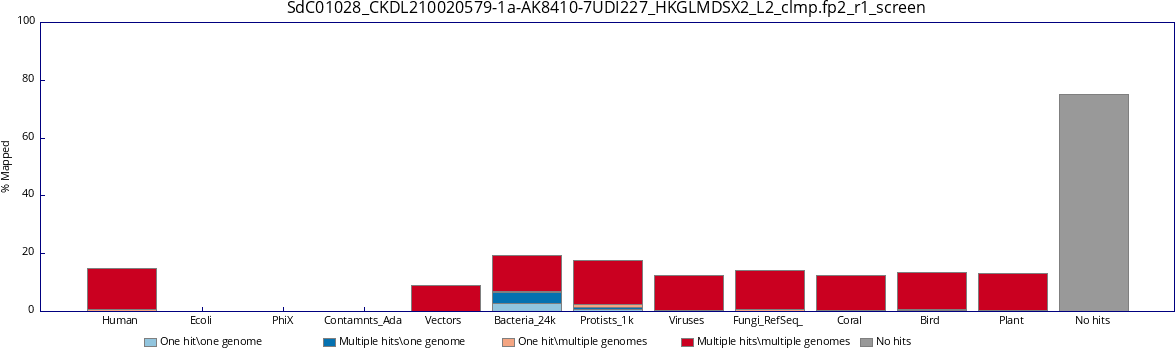 SdC01028_CKDL210020579-1a-AK8410-7UDI227_HKGLMDSX2_L2_clmp.fp2_r1_screen
100
80
60
40
20
0
% Mapped
Human Ecoli PhiX Contamnts_Ada Vectors Bacteria_24k Protists_1k Viruses Fungi_RefSeq_ Coral Bird Plant No hits
One hit\one genome Multiple hits\one genome One hit\multiple genomes Multiple hits\multiple genomes No hits